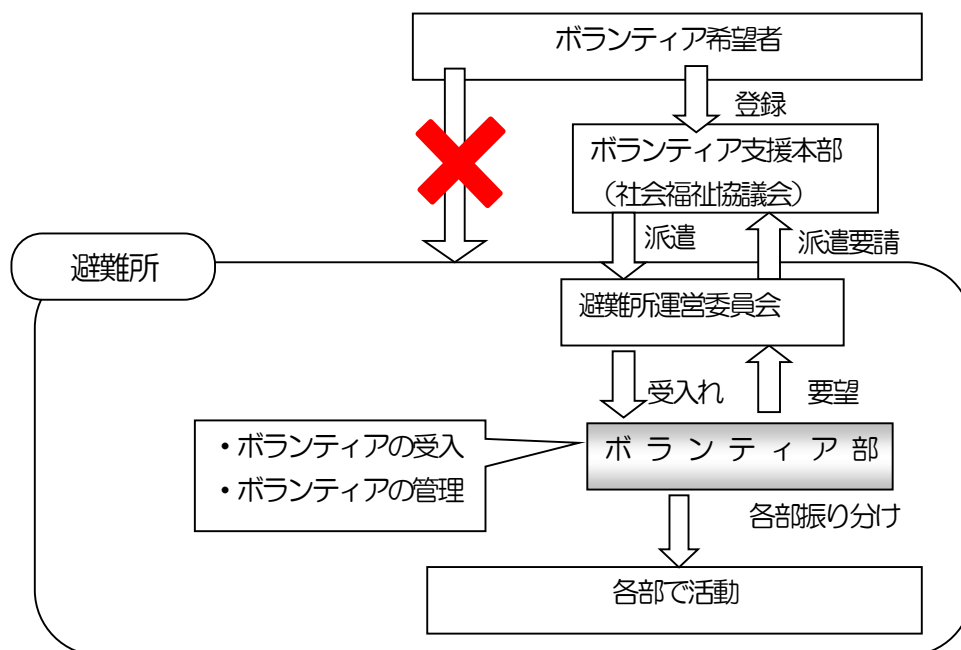 ボランティア希望者
登録
ボランティア支援本部
（社会福祉協議会）
派遣
派遣要請
避難所
避難所運営委員会
受入れ
要望
・ボランティアの受入
・ボランティアの管理
ボランティア部
各部振り分け
各部で活動